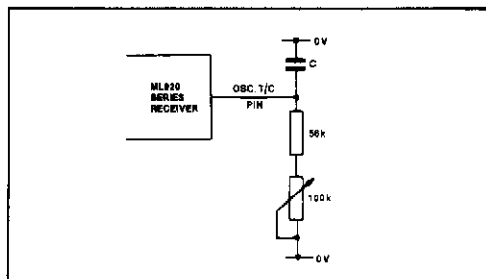 0V
C
ML920
SERIES
RECEIVER
OSC. T/C
PIN
56k
100k
0V